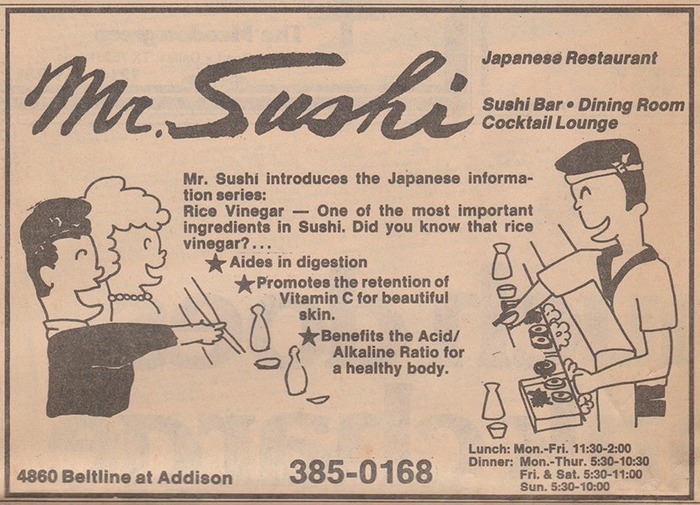 Mr. Sushi
Japanese Restaurant
Sushi Bar • Dining Room
Cocktail Lounge
Mr. Sushi introduces the Japanese informa-
tion series:
Rice Vinegar — One of the most important
ingredients in Sushi. Did you know that rice
vinegar?...
★ Aides in digestion
★ Promotes the retention of
Vitamin C for beautiful
skin.
★ Benefits the Acid/
Alkaline Ratio for
a healthy body.
4860 Beltline at Addison
385-0168
Lunch: Mon.-Fri. 11:30-2:00
Dinner: Mon.-Thur. 5:30-10:30
Fri. & Sat. 5:30-11:00
Sun. 5:30-10:00